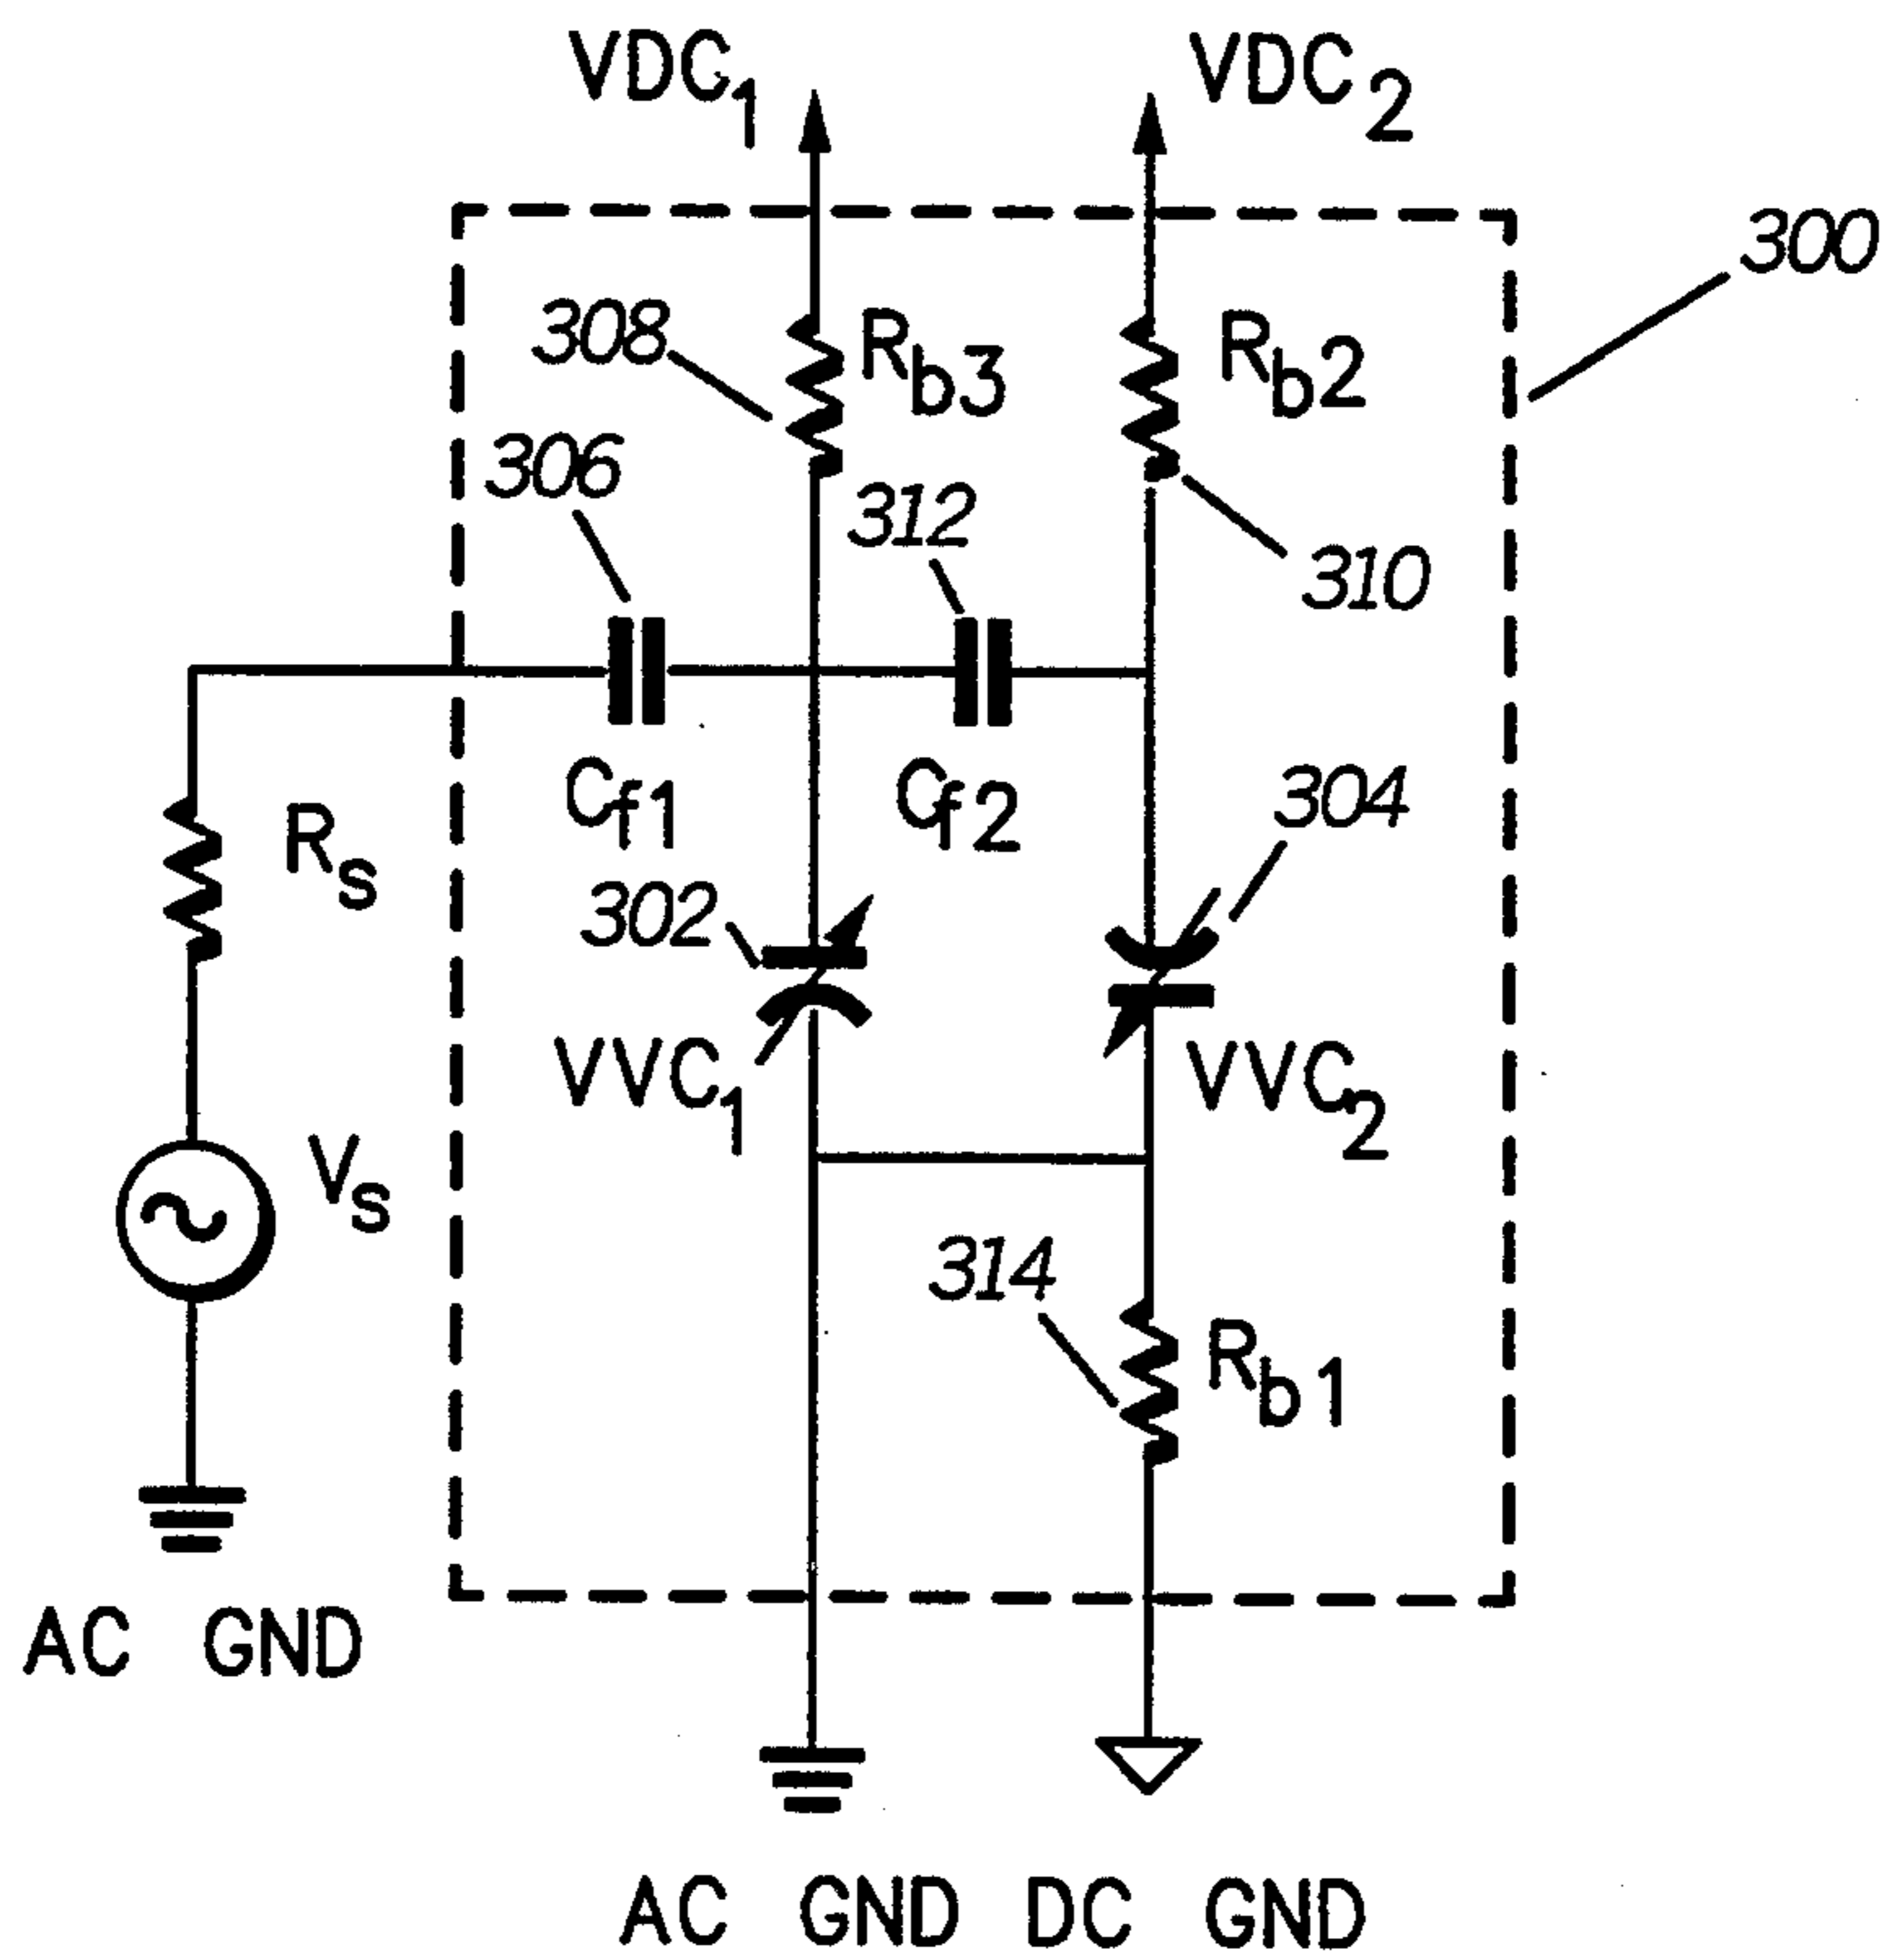 VDC1 VDC2
300
308 Rb3 Rb2
306
312
310
Cf1 Cf2
304
Rs
302
VVC1 VVC2
Vs
314
Rb1
AC GND
AC GND DC GND